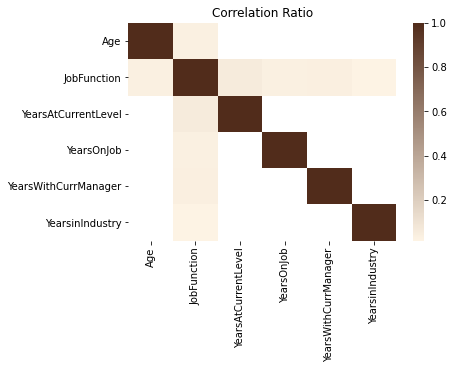 Correlation Ratio
Age
JobFunction
YearsAtCurrentLevel
YearsOnJob
YearsWithCurrManager
YearsinIndustry
Age
JobFunction
YearsAtCurrentLevel
YearsOnJob
YearsWithCurrManager
YearsinIndustry
1.0
0.8
0.6
0.4
0.2